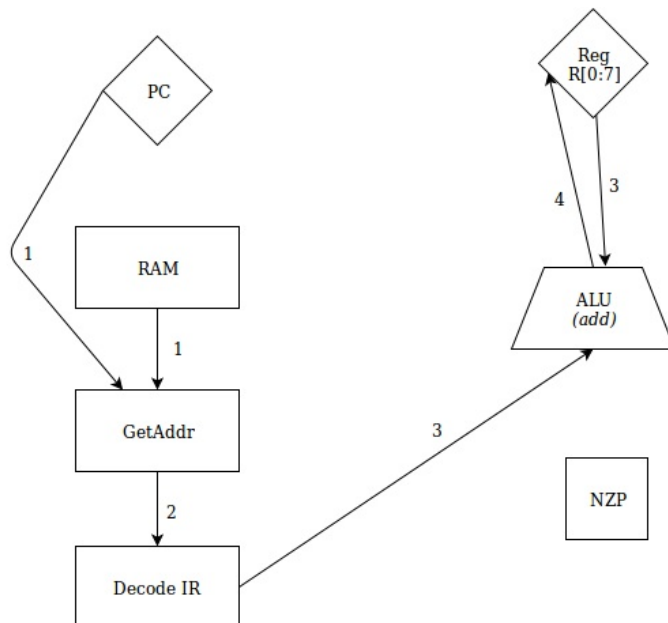 PC
Reg
R[0:7]
1
RAM
4
3
ALU
(add)
1
GetAddr
3
2
NZP
Decode IR